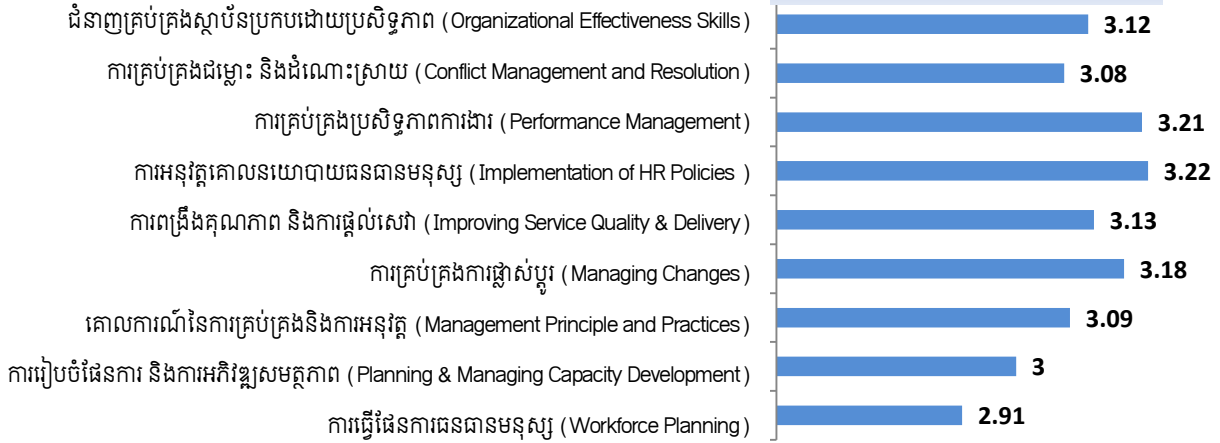 ជំនាញគ្រប់គ្រងស្ថាប័នប្រកបដោយប្រសិទ្ធភាព (Organizational Effectiveness Skills) 3.12
ការគ្រប់គ្រងជម្លោះ និងដំណោះស្រាយ (Conflict Management and Resolution) 3.08
ការគ្រប់គ្រងប្រសិទ្ធភាពការងារ (Performance Management) 3.21
ការអនុវត្តគោលនយោបាយធនធានមនុស្ស (Implementation of HR Policies ) 3.22
ការពង្រឹងគុណភាព និងការផ្តល់សេវា (Improving Service Quality & Delivery) 3.13
ការគ្រប់គ្រងការផ្លាស់ប្តូរ (Managing Changes) 3.18
គោលការណ៍នៃការគ្រប់គ្រងនិងការអនុវត្ត (Management Principle and Practices) 3.09
ការរៀបចំផែនការ និងការអភិវឌ្ឍសមត្ថភាព (Planning & Managing Capacity Development) 3
ការធ្វើផែនការធនធានមនុស្ស (Workforce Planning) 2.91